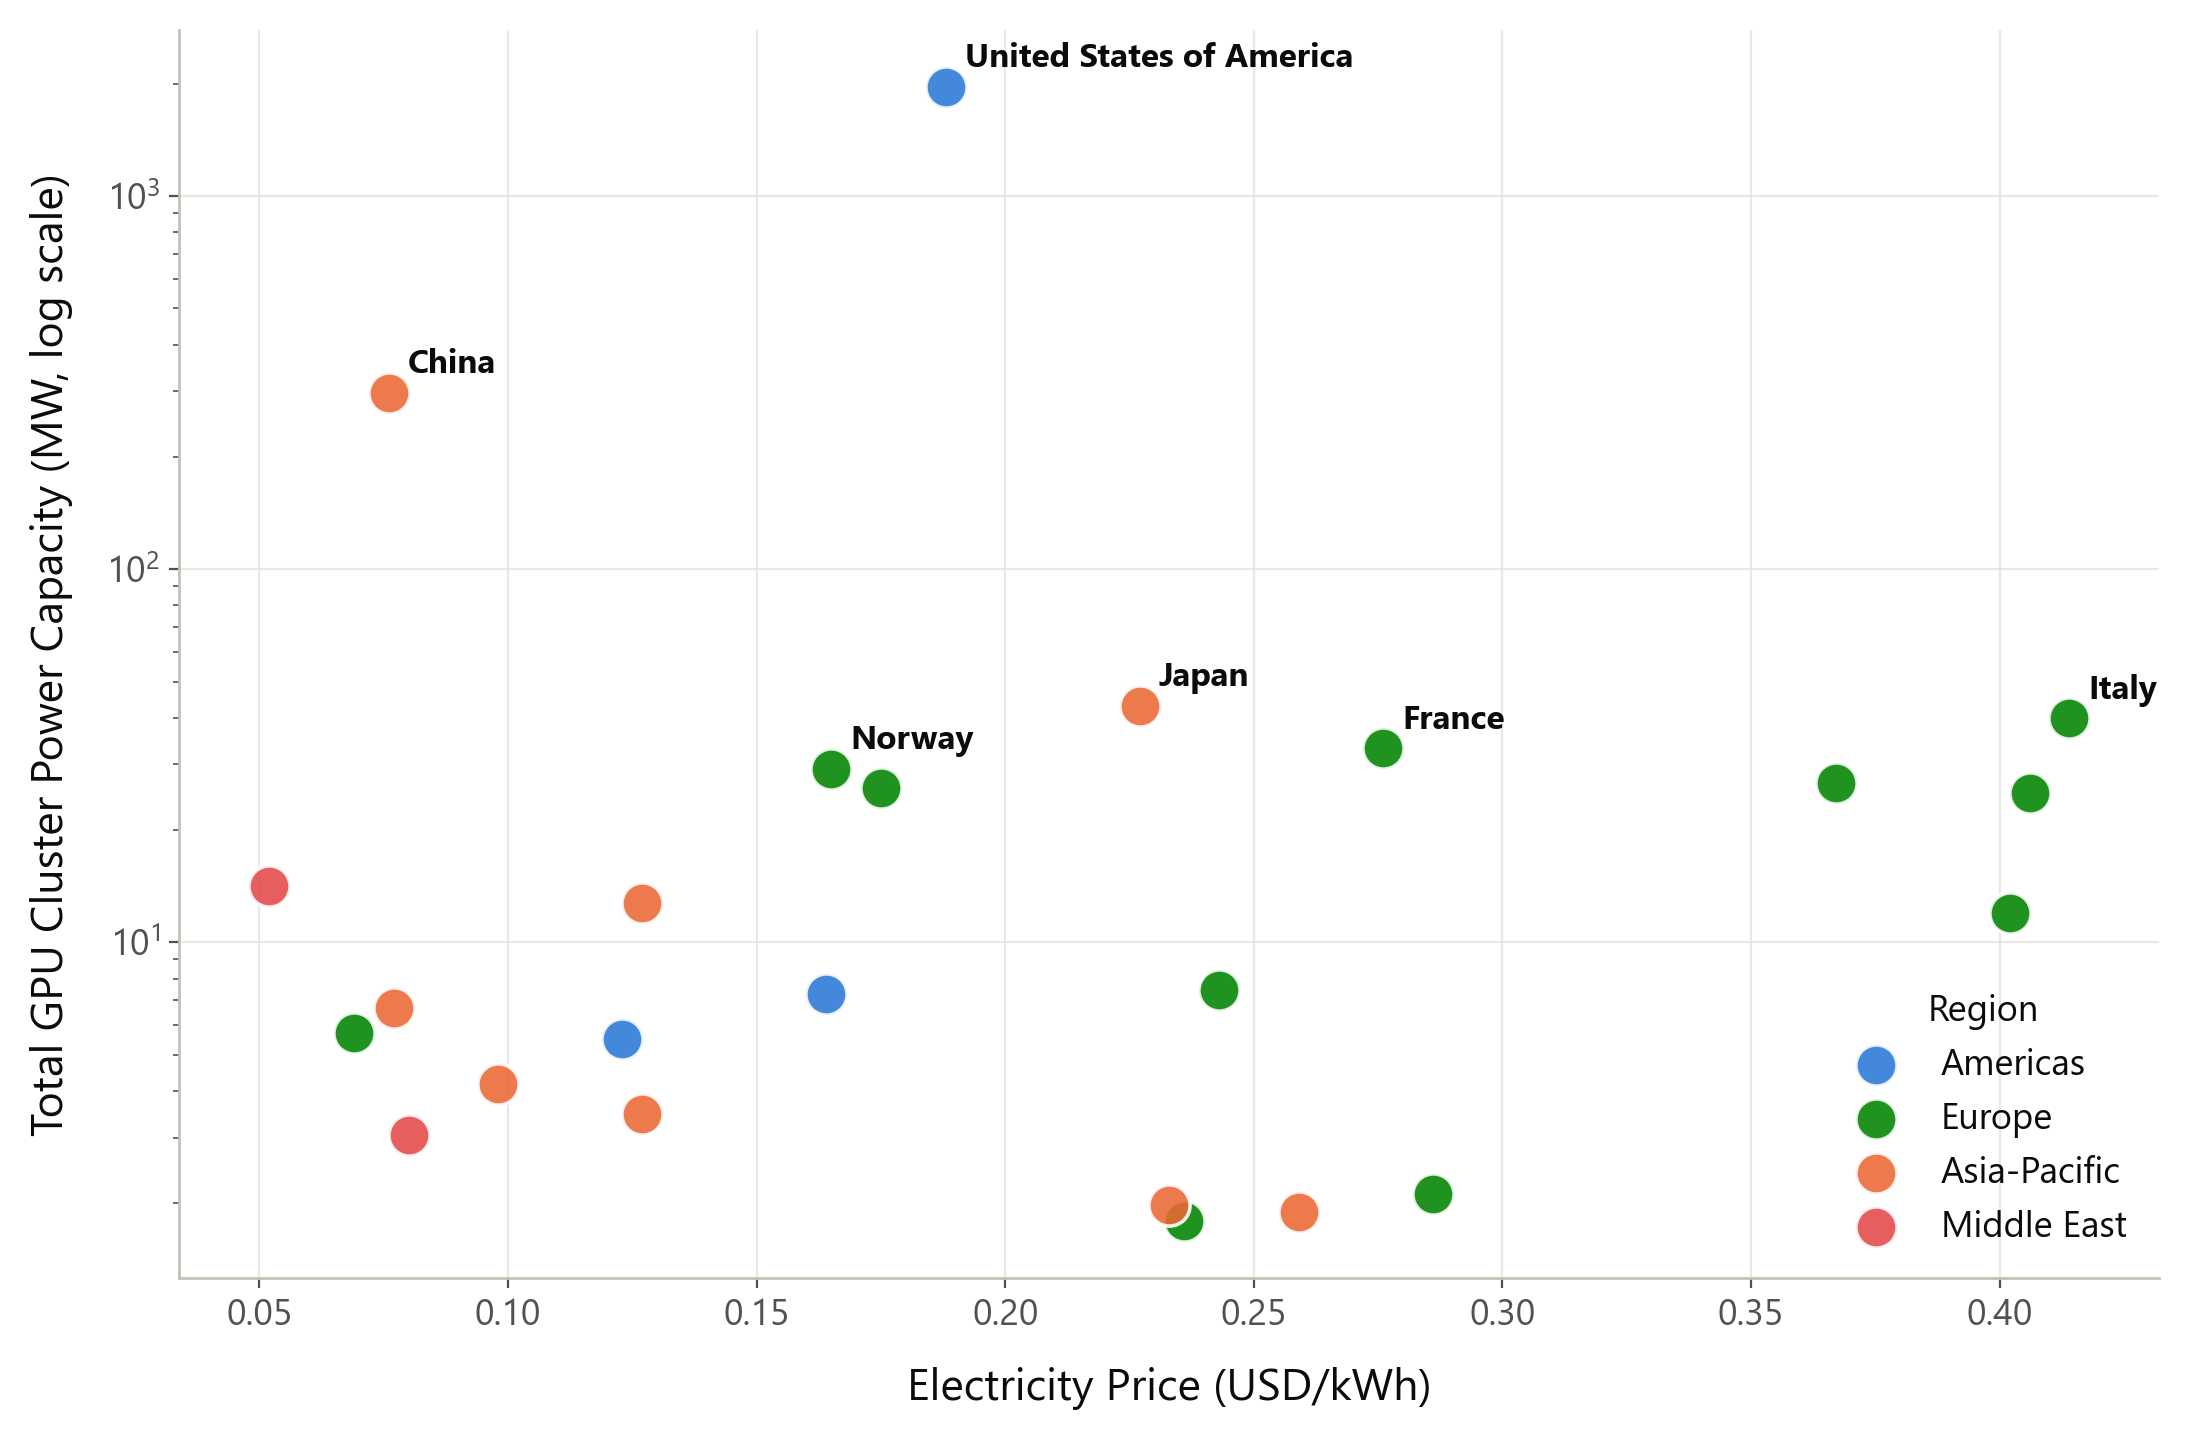 United States of America
China
Japan
Italy
France
Norway
Total GPU Cluster Power Capacity (MW, log scale)
10³
10²
10¹
Region
Americas
Europe
Asia-Pacific
Middle East
0.05 0.10 0.15 0.20 0.25 0.30 0.35 0.40
Electricity Price (USD/kWh)